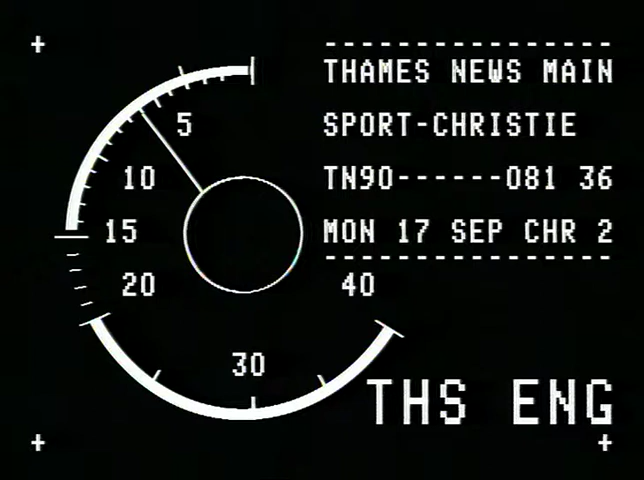 ----------------
THAMES NEWS MAIN
SPORT-CHRISTIE
TN90------081 36
MON 17 SEP CHR 2
----------------
5
10
15
20
30
40
THS ENG